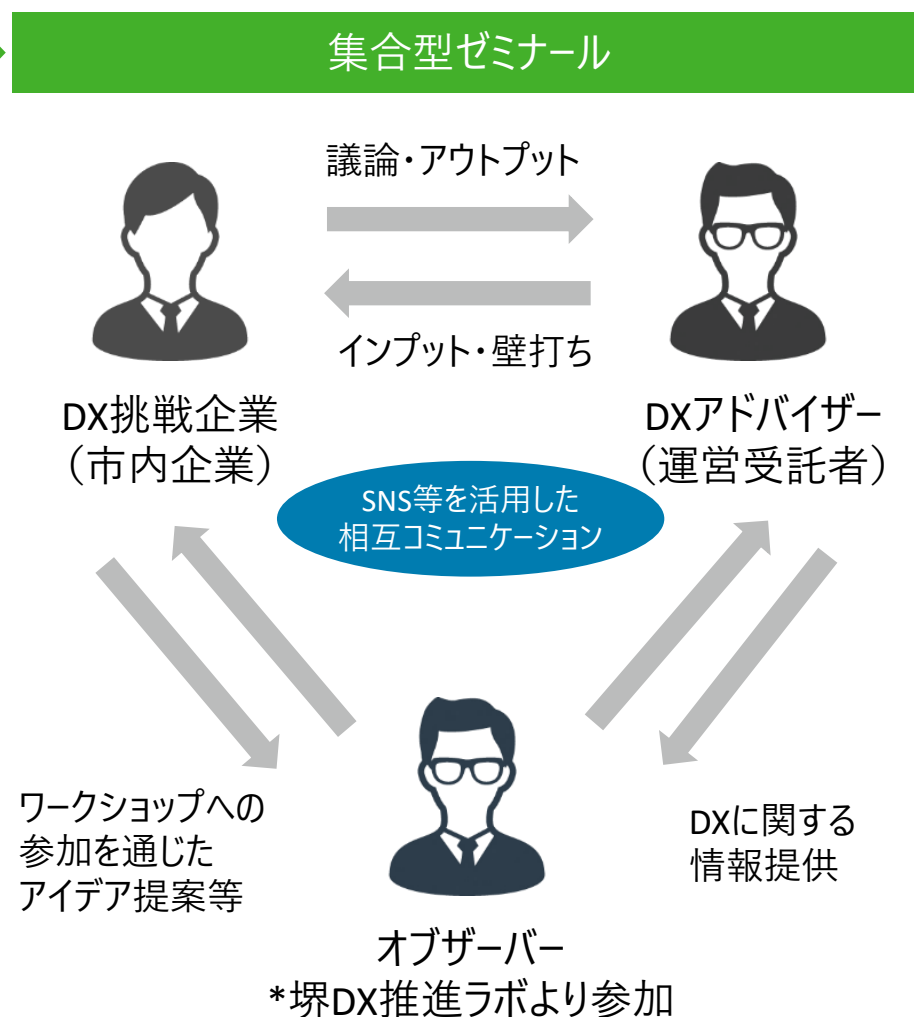 集合型ゼミナール
議論・アウトプット
インプット・壁打ち
DX挑戦企業
（市内企業）
DXアドバイザー
（運営受託者）
SNS等を活用した
相互コミュニケーション
ワークショップへの
参加を通じた
アイデア提案等
DXに関する
情報提供
オブザーバー
*堺DX推進ラボより参加